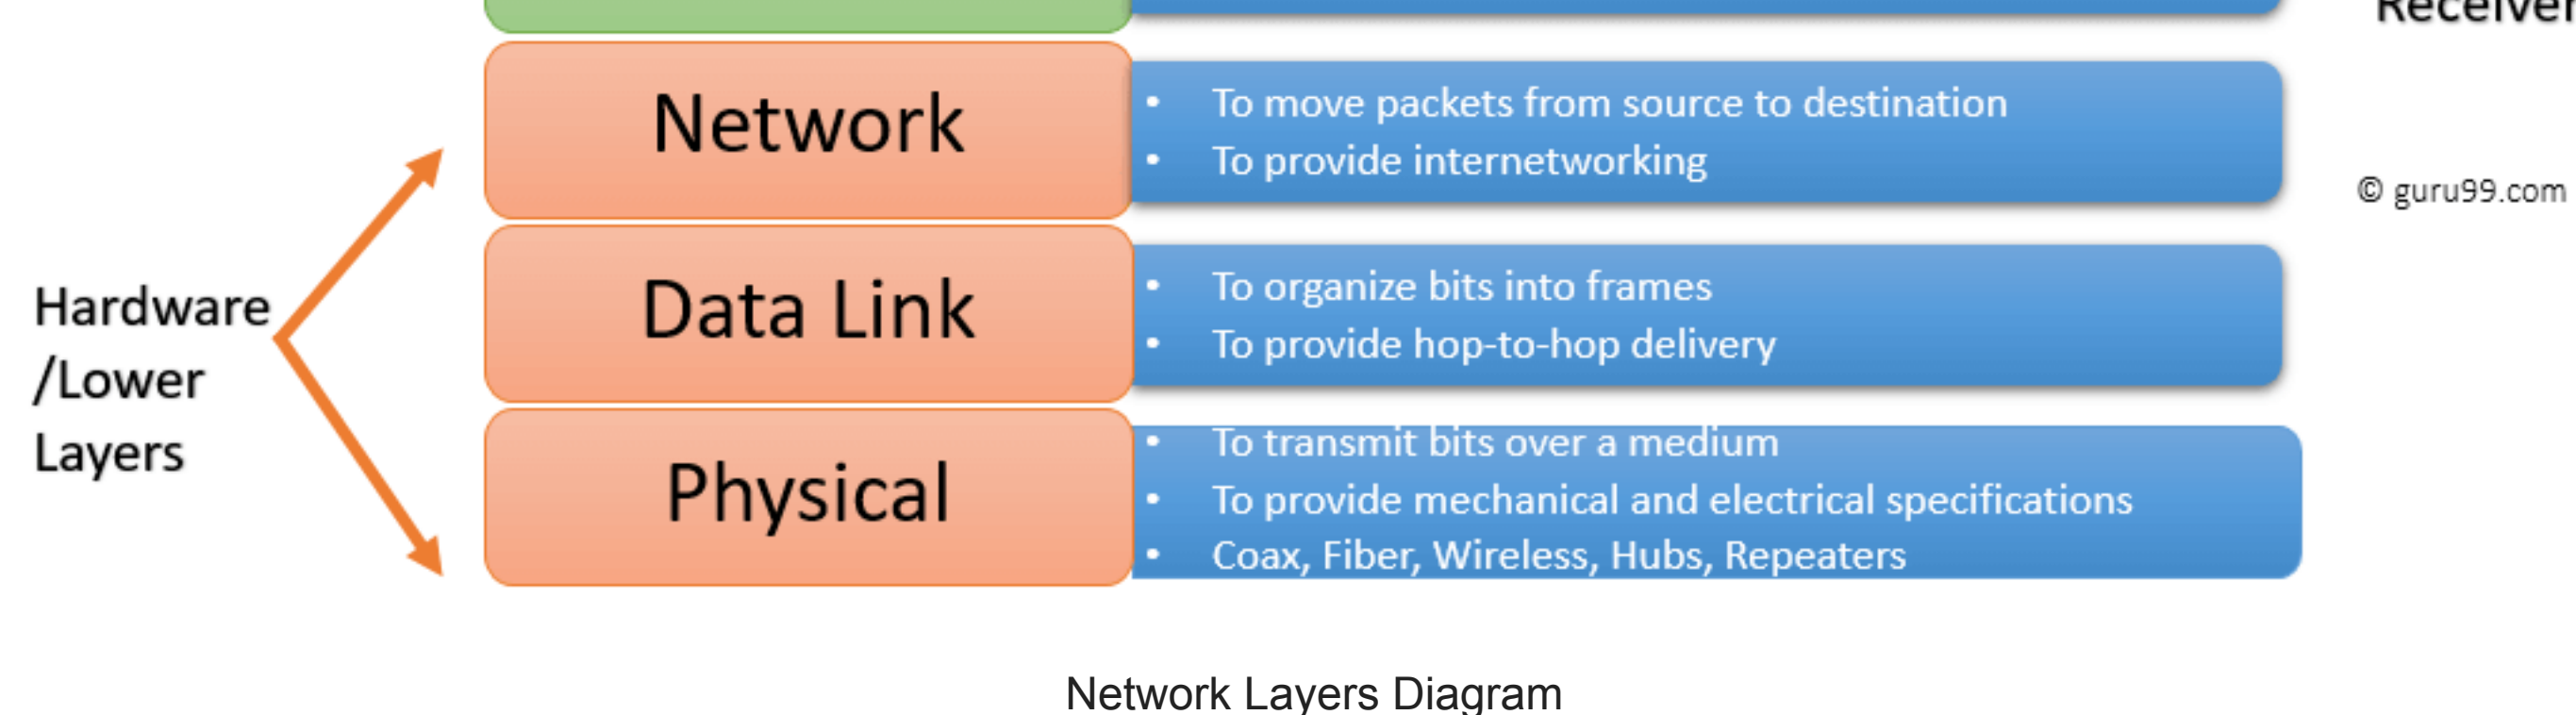 Receiver
Network
• To move packets from source to destination
• To provide internetworking
© guru99.com
Hardware
/Lower
Layers
Data Link
• To organize bits into frames
• To provide hop-to-hop delivery
Physical
• To transmit bits over a medium
• To provide mechanical and electrical specifications
• Coax, Fiber, Wireless, Hubs, Repeaters
Network Layers Diagram